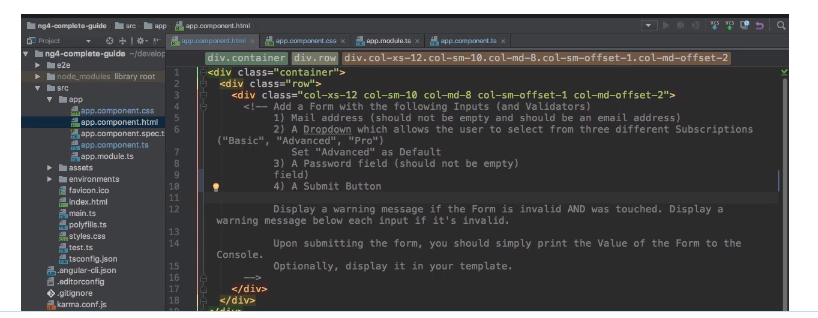 ng4-complete-guide src app app.component.html
Project app.component.html app.component.css app.module.ts app.component.ts
ng4-complete-guide ~/develop
div.container div.row div.col-xs-12.col-sm-10.col-md-8.col-sm-offset-1.col-md-offset-2
e2e
node_modules library root
src
app
app.component.css
app.component.html
app.component.spec.t
app.component.ts
app.module.ts
assets
environments
favicon.ico
index.html
main.ts
polyfills.ts
styles.css
test.ts
tsconfig.json
.angular-cli.json
.editorconfig
.gitignore
karma.conf.js
1 <div class="container">
2 <div class="row">
3 <div class="col-xs-12 col-sm-10 col-md-8 col-sm-offset-1 col-md-offset-2">
4 <!-- Add a Form with the following Inputs (and Validators)
5 1) Mail address (should not be empty and should be an email address)
6 2) A Dropdown which allows the user to select from three different Subscriptions
("Basic", "Advanced", "Pro")
7 Set "Advanced" as Default
8 3) A Password field (should not be empty)
9 field)
10 4) A Submit Button
11
12 Display a warning message if the Form is invalid AND was touched. Display a
warning message below each input if it's invalid.
13
14 Upon submitting the form, you should simply print the Value of the Form to the
Console.
15 Optionally, display it in your template.
16 -->
17 </div>
18 </div>
</div>